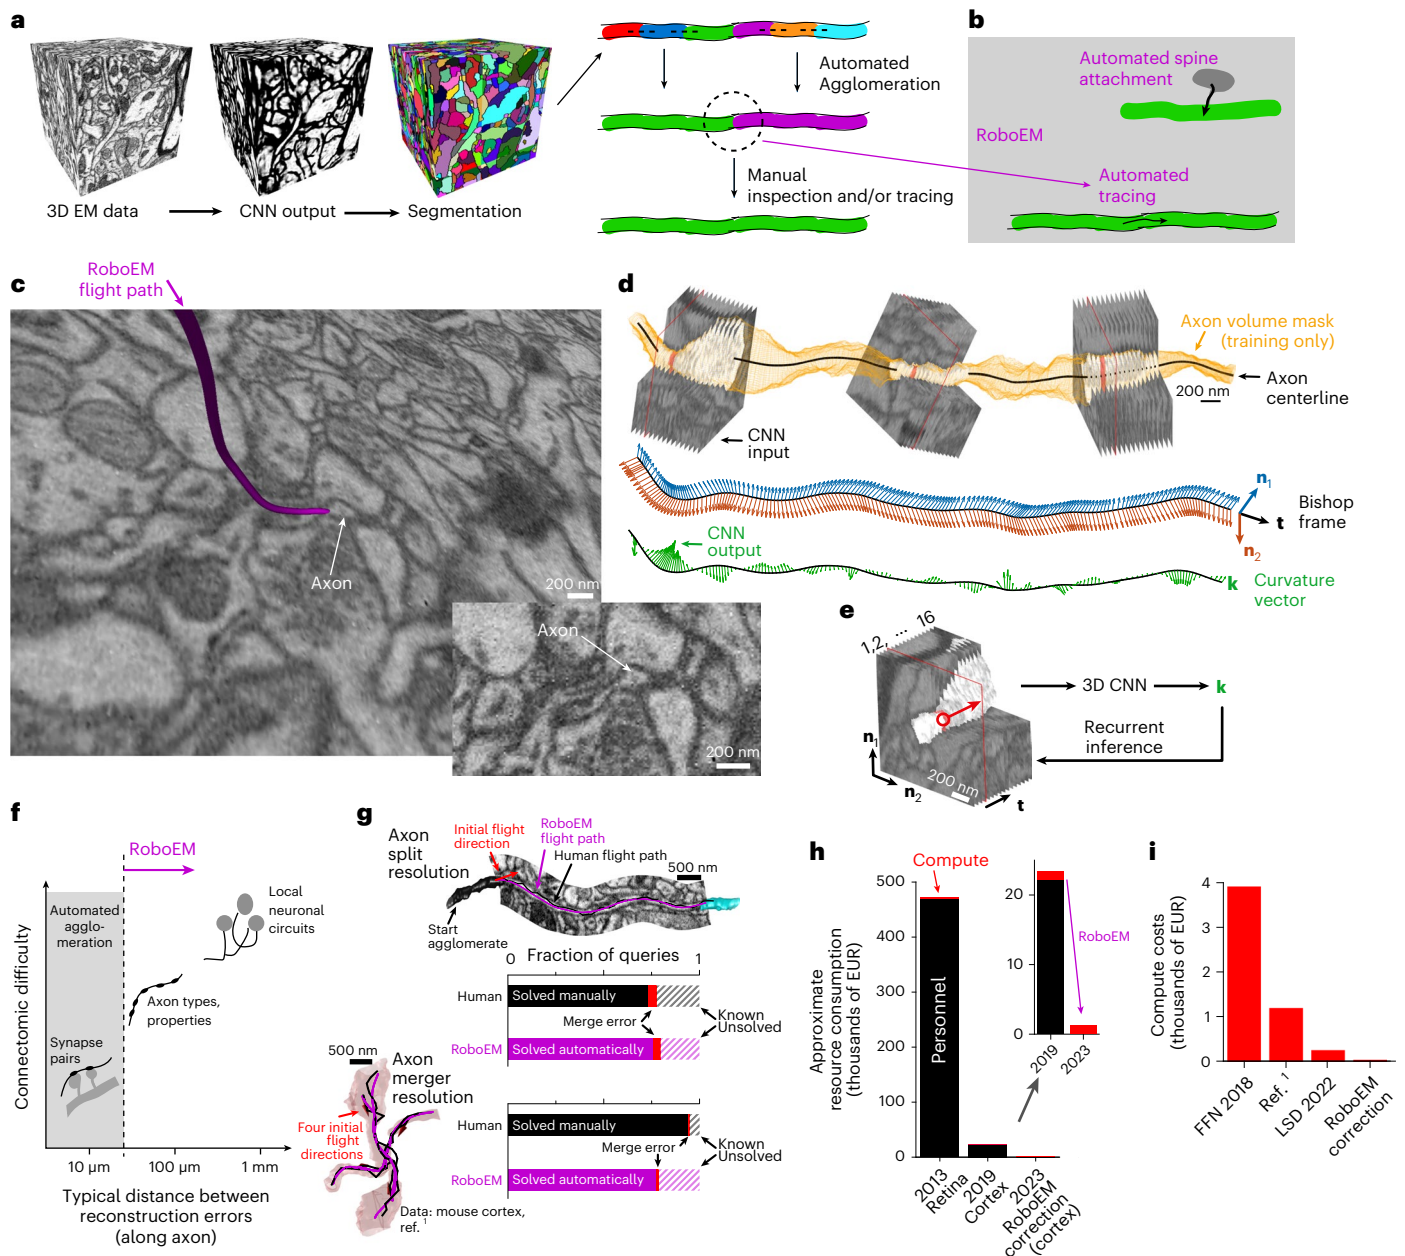 a
3D EM data
CNN output
Segmentation
Automated
Agglomeration
Manual
inspection and/or tracing
b
Automated spine
attachment
RoboEM
Automated
tracing
c
RoboEM
flight path
Axon
200 nm
Axon
200 nm
d
Axon volume mask
(training only)
Axon
centerline
200 nm
CNN
input
n1
Bishop
frame
t
n2
CNN
output
k
Curvature
vector
e
1,2, ... 16
3D CNN
k
Recurrent
inference
n1
n2
200 nm
t
f
RoboEM
Connectomic difficulty
Automated
agglo-
meration
Local
neuronal
circuits
Axon types,
properties
Synapse
pairs
10 µm
100 µm
1 mm
Typical distance between
reconstruction errors
(along axon)
g
Axon
split
resolution
Initial flight
direction
RoboEM
flight path
Human flight path
500 nm
Start
agglomerate
Fraction of queries
0
1
Human
Solved manually
Merge error
Known
Unsolved
RoboEM
Solved automatically
500 nm
Axon
merger
resolution
Four initial
flight
directions
Human
Solved manually
Merge error
Known
Unsolved
RoboEM
Solved automatically
Data: mouse cortex,
ref. 1
h
Compute
Approximate
resource consumption
(thousands of EUR)
500
400
300
200
100
0
Personnel
2013
Retina
2019
Cortex
2023
RoboEM
correction
(cortex)
20
10
0
RoboEM
2019
2023
i
Compute costs
(thousands of EUR)
4
3
2
1
0
FFN 2018
Ref. 1
LSD 2022
RoboEM
correction